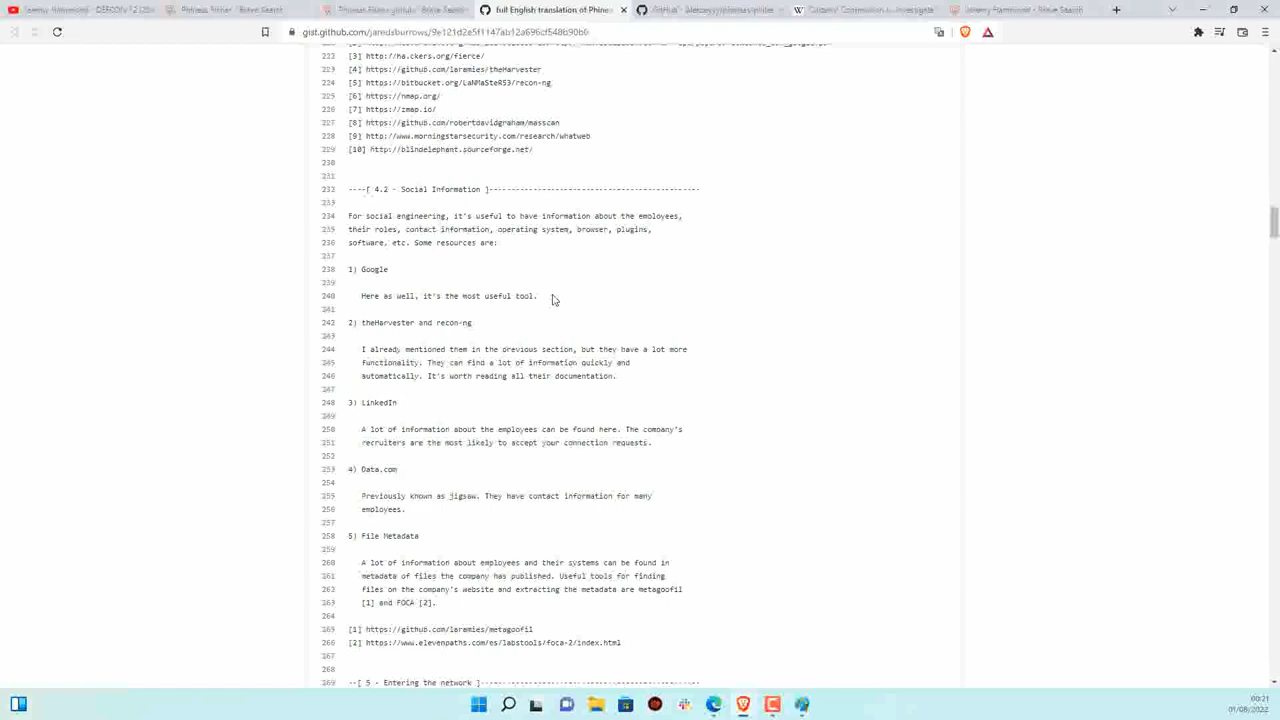 full English translation of Phine
gist.github.com/jaredsburrows/9e121d2e5f1147ab12a696cf548b90b0
223 [3] http://ha.ckers.org/fierce/
224 [4] https://github.com/laramies/theHarvester
225 [5] https://bitbucket.org/LaNMaSteR53/recon-ng
226 [6] https://nmap.org/
227 [7] https://zmap.io/
228 [8] https://github.com/robertdavidgraham/masscan
229 [9] http://www.morningstarsecurity.com/research/whatweb
[10] http://blindelephant.sourceforge.net/
230
231
232 ----[ 4.2 - Social Information ]----------------------------------------
233
234 For social engineering, it's useful to have information about the employees,
235 their roles, contact information, operating system, browser, plugins,
236 software, etc. Some resources are:
237
238 1) Google
239
240 Here as well, it's the most useful tool.
241
242 2) theHarvester and recon-ng
243
244 I already mentioned them in the previous section, but they have a lot more
245 functionality. They can find a lot of information quickly and
246 automatically. It's worth reading all their documentation.
247
248 3) LinkedIn
249
250 A lot of information about the employees can be found here. The company's
251 recruiters are the most likely to accept your connection requests.
252
253 4) Data.com
254
255 Previously known as jigsaw. They have contact information for many
256 employees.
257
258 5) File Metadata
259
260 A lot of information about employees and their systems can be found in
261 metadata of files the company has published. Useful tools for finding
262 files on the company's website and extracting the metadata are metagoofil
263 [1] and FOCA [2].
264
265 [1] https://github.com/laramies/metagoofil
266 [2] https://www.elevenpaths.com/es/labstools/foca-2/index.html
267
268
269 --[ 5 - Entering the network ]------------------------------------------
00:21
01/08/2022